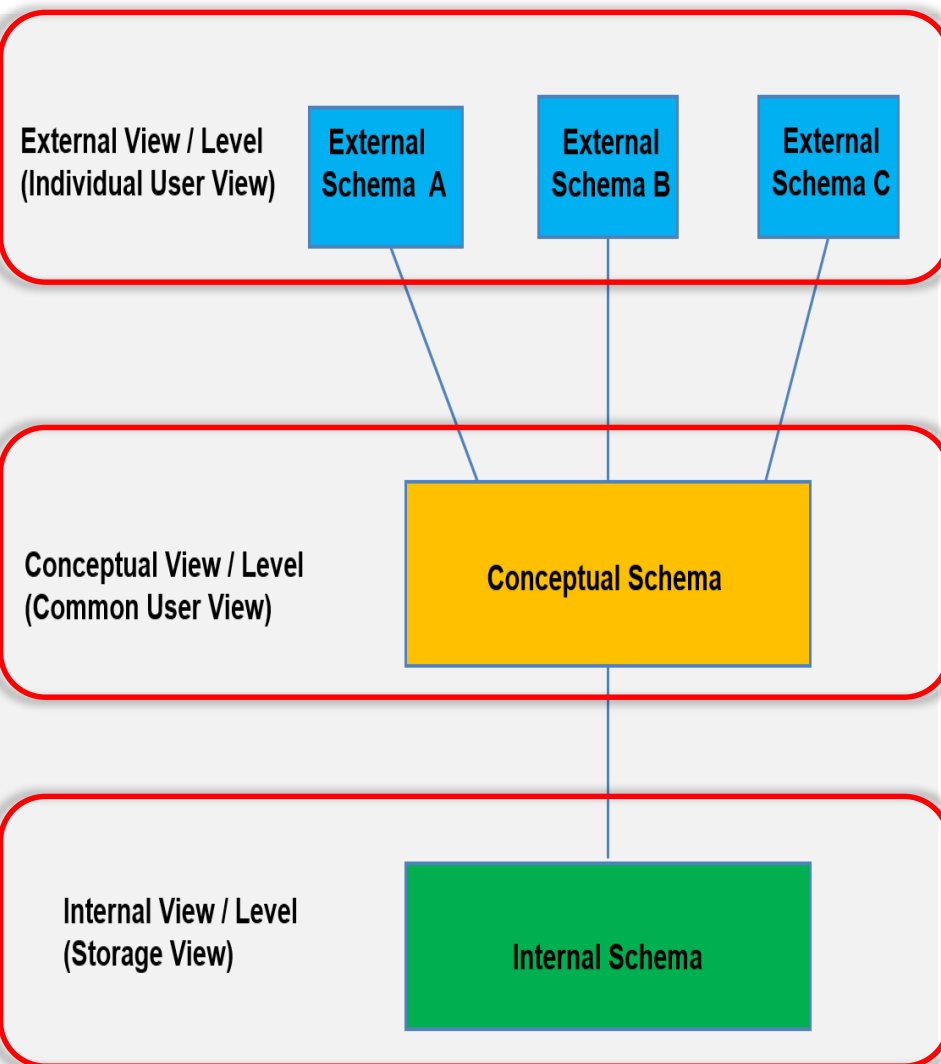 External View / Level
(Individual User View)
External
Schema A
External
Schema B
External
Schema C
Conceptual View / Level
(Common User View)
Conceptual Schema
Internal View / Level
(Storage View)
Internal Schema